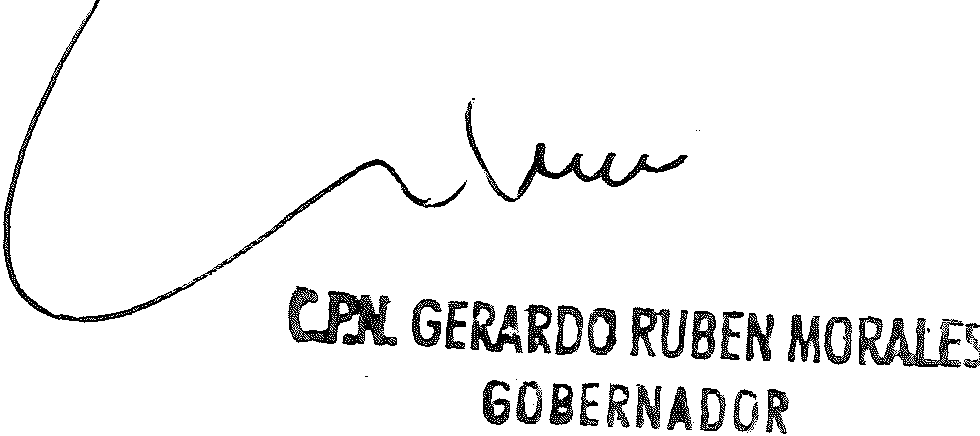 C.P.N. GERARDO RUBEN MORALES
GOBERNADOR